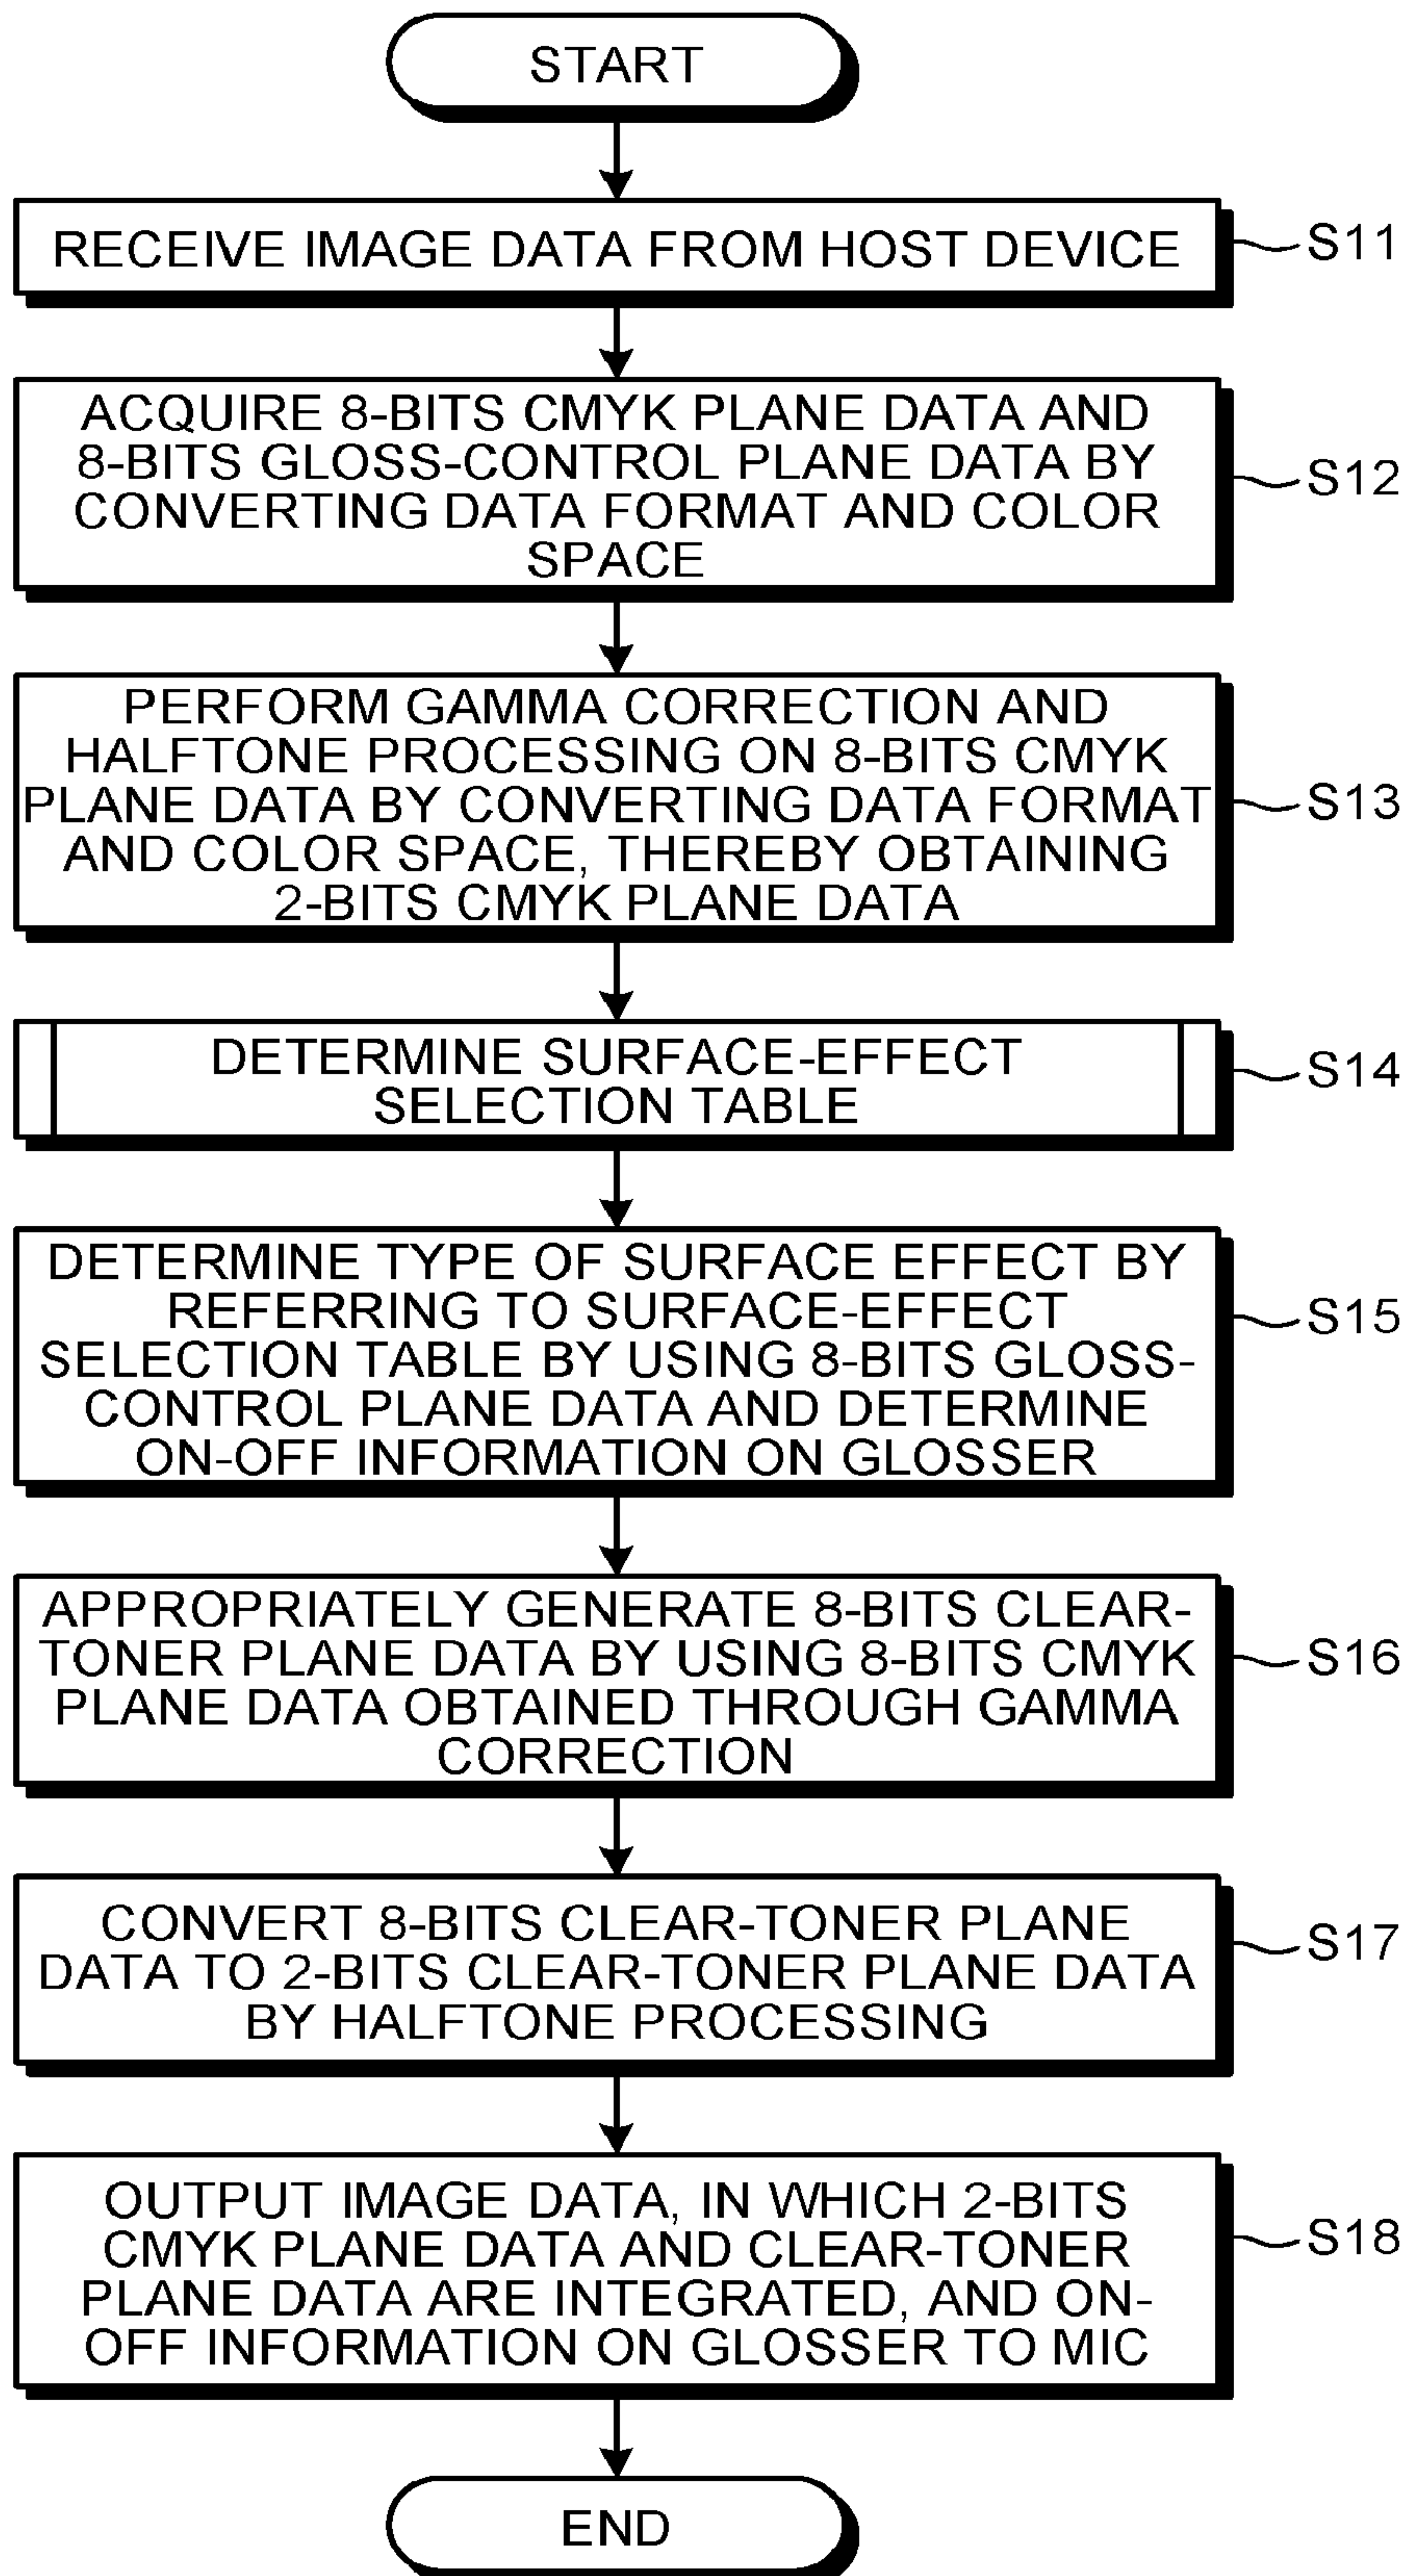 START
RECEIVE IMAGE DATA FROM HOST DEVICE
S11
ACQUIRE 8-BITS CMYK PLANE DATA AND
8-BITS GLOSS-CONTROL PLANE DATA BY
CONVERTING DATA FORMAT AND COLOR
SPACE
S12
PERFORM GAMMA CORRECTION AND
HALFTONE PROCESSING ON 8-BITS CMYK
PLANE DATA BY CONVERTING DATA FORMAT
AND COLOR SPACE, THEREBY OBTAINING
2-BITS CMYK PLANE DATA
S13
DETERMINE SURFACE-EFFECT
SELECTION TABLE
S14
DETERMINE TYPE OF SURFACE EFFECT BY
REFERRING TO SURFACE-EFFECT
SELECTION TABLE BY USING 8-BITS GLOSS-
CONTROL PLANE DATA AND DETERMINE
ON-OFF INFORMATION ON GLOSSER
S15
APPROPRIATELY GENERATE 8-BITS CLEAR-
TONER PLANE DATA BY USING 8-BITS CMYK
PLANE DATA OBTAINED THROUGH GAMMA
CORRECTION
S16
CONVERT 8-BITS CLEAR-TONER PLANE
DATA TO 2-BITS CLEAR-TONER PLANE DATA
BY HALFTONE PROCESSING
S17
OUTPUT IMAGE DATA, IN WHICH 2-BITS
CMYK PLANE DATA AND CLEAR-TONER
PLANE DATA ARE INTEGRATED, AND ON-
OFF INFORMATION ON GLOSSER TO MIC
S18
END